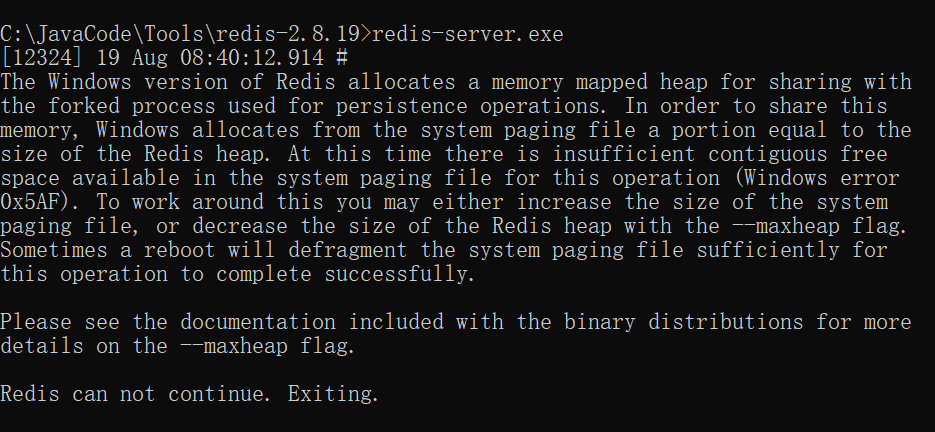 C:\JavaCode\Tools\redis-2.8.19>redis-server.exe
[12324] 19 Aug 08:40:12.914 #
The Windows version of Redis allocates a memory mapped heap for sharing with
the forked process used for persistence operations. In order to share this
memory, Windows allocates from the system paging file a portion equal to the
size of the Redis heap. At this time there is insufficient contiguous free
space available in the system paging file for this operation (Windows error
0x5AF). To work around this you may either increase the size of the system
paging file, or decrease the size of the Redis heap with the --maxheap flag.
Sometimes a reboot will defragment the system paging file sufficiently for
this operation to complete successfully.
Please see the documentation included with the binary distributions for more
details on the --maxheap flag.
Redis can not continue. Exiting.